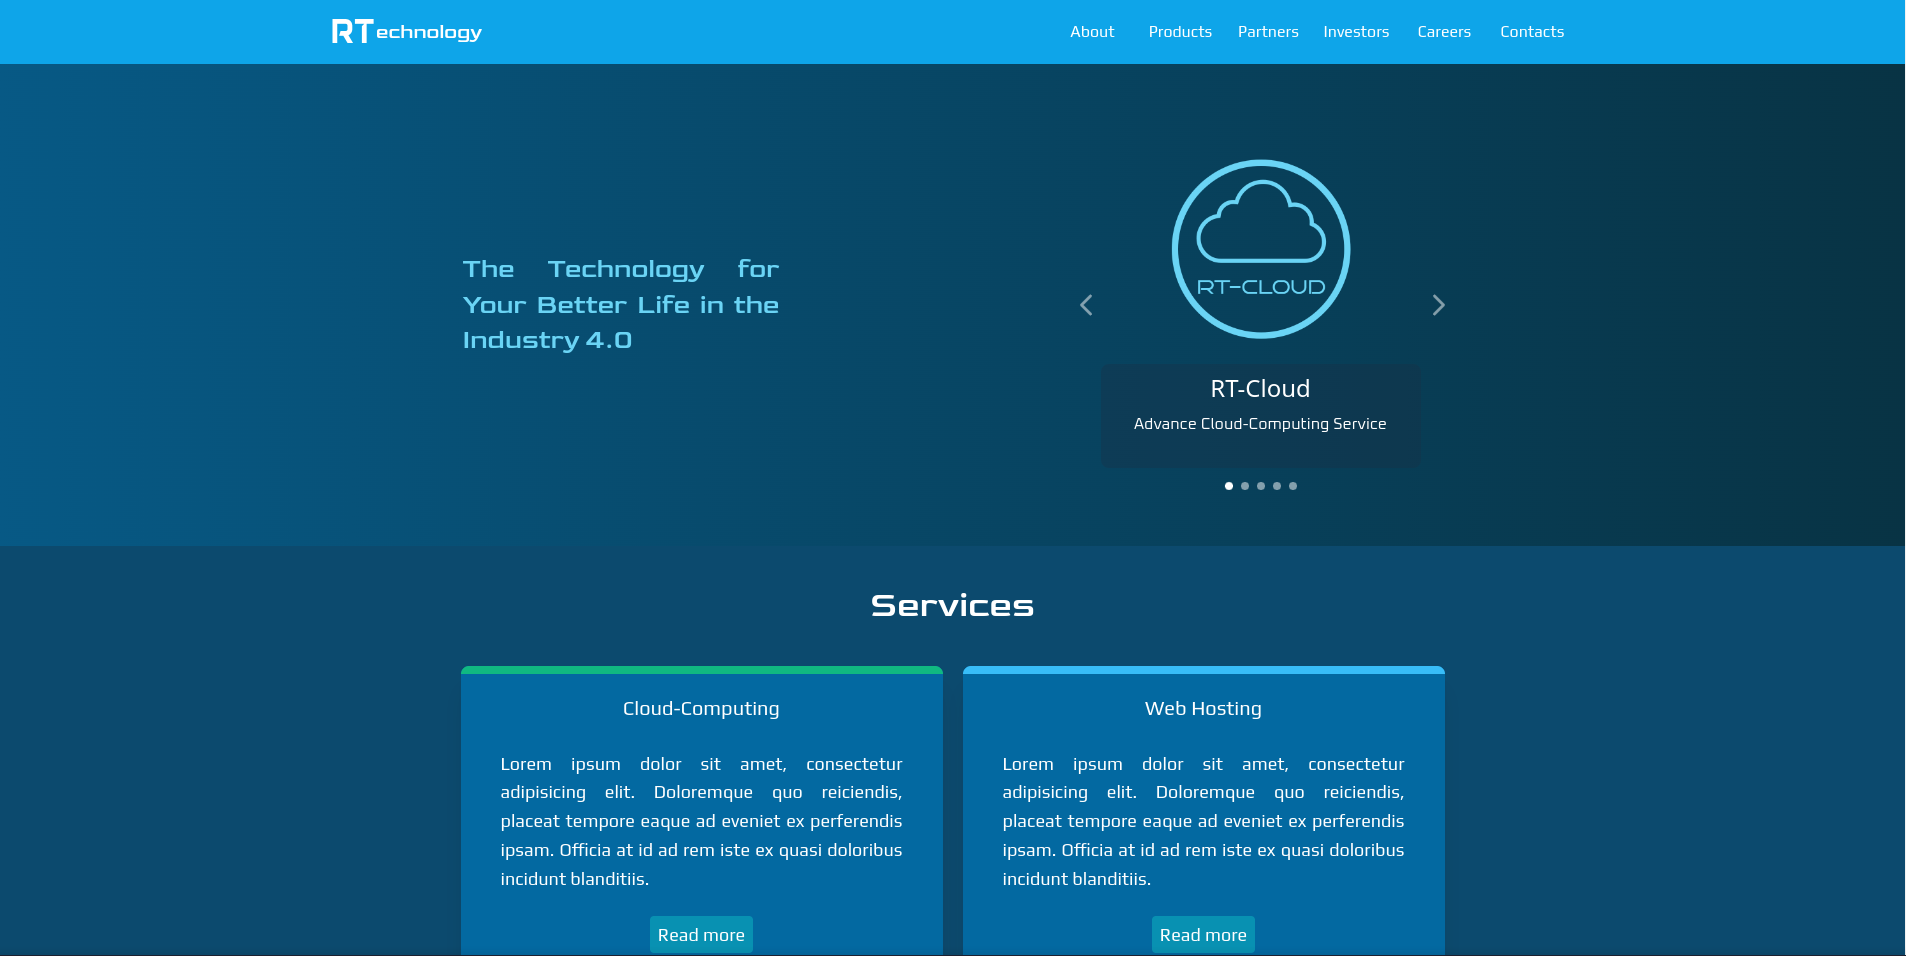 RTechnology
About Products Partners Investors Careers Contacts
The Technology for
Your Better Life in the
Industry 4.0
RT-CLOUD
RT-Cloud
Advance Cloud-Computing Service
Services
Cloud-Computing
Lorem ipsum dolor sit amet, consectetur
adipisicing elit. Doloremque quo reiciendis,
placeat tempore eaque ad eveniet ex perferendis
ipsam. Officia at id ad rem iste ex quasi doloribus
incidunt blanditiis.
Read more
Web Hosting
Lorem ipsum dolor sit amet, consectetur
adipisicing elit. Doloremque quo reiciendis,
placeat tempore eaque ad eveniet ex perferendis
ipsam. Officia at id ad rem iste ex quasi doloribus
incidunt blanditiis.
Read more